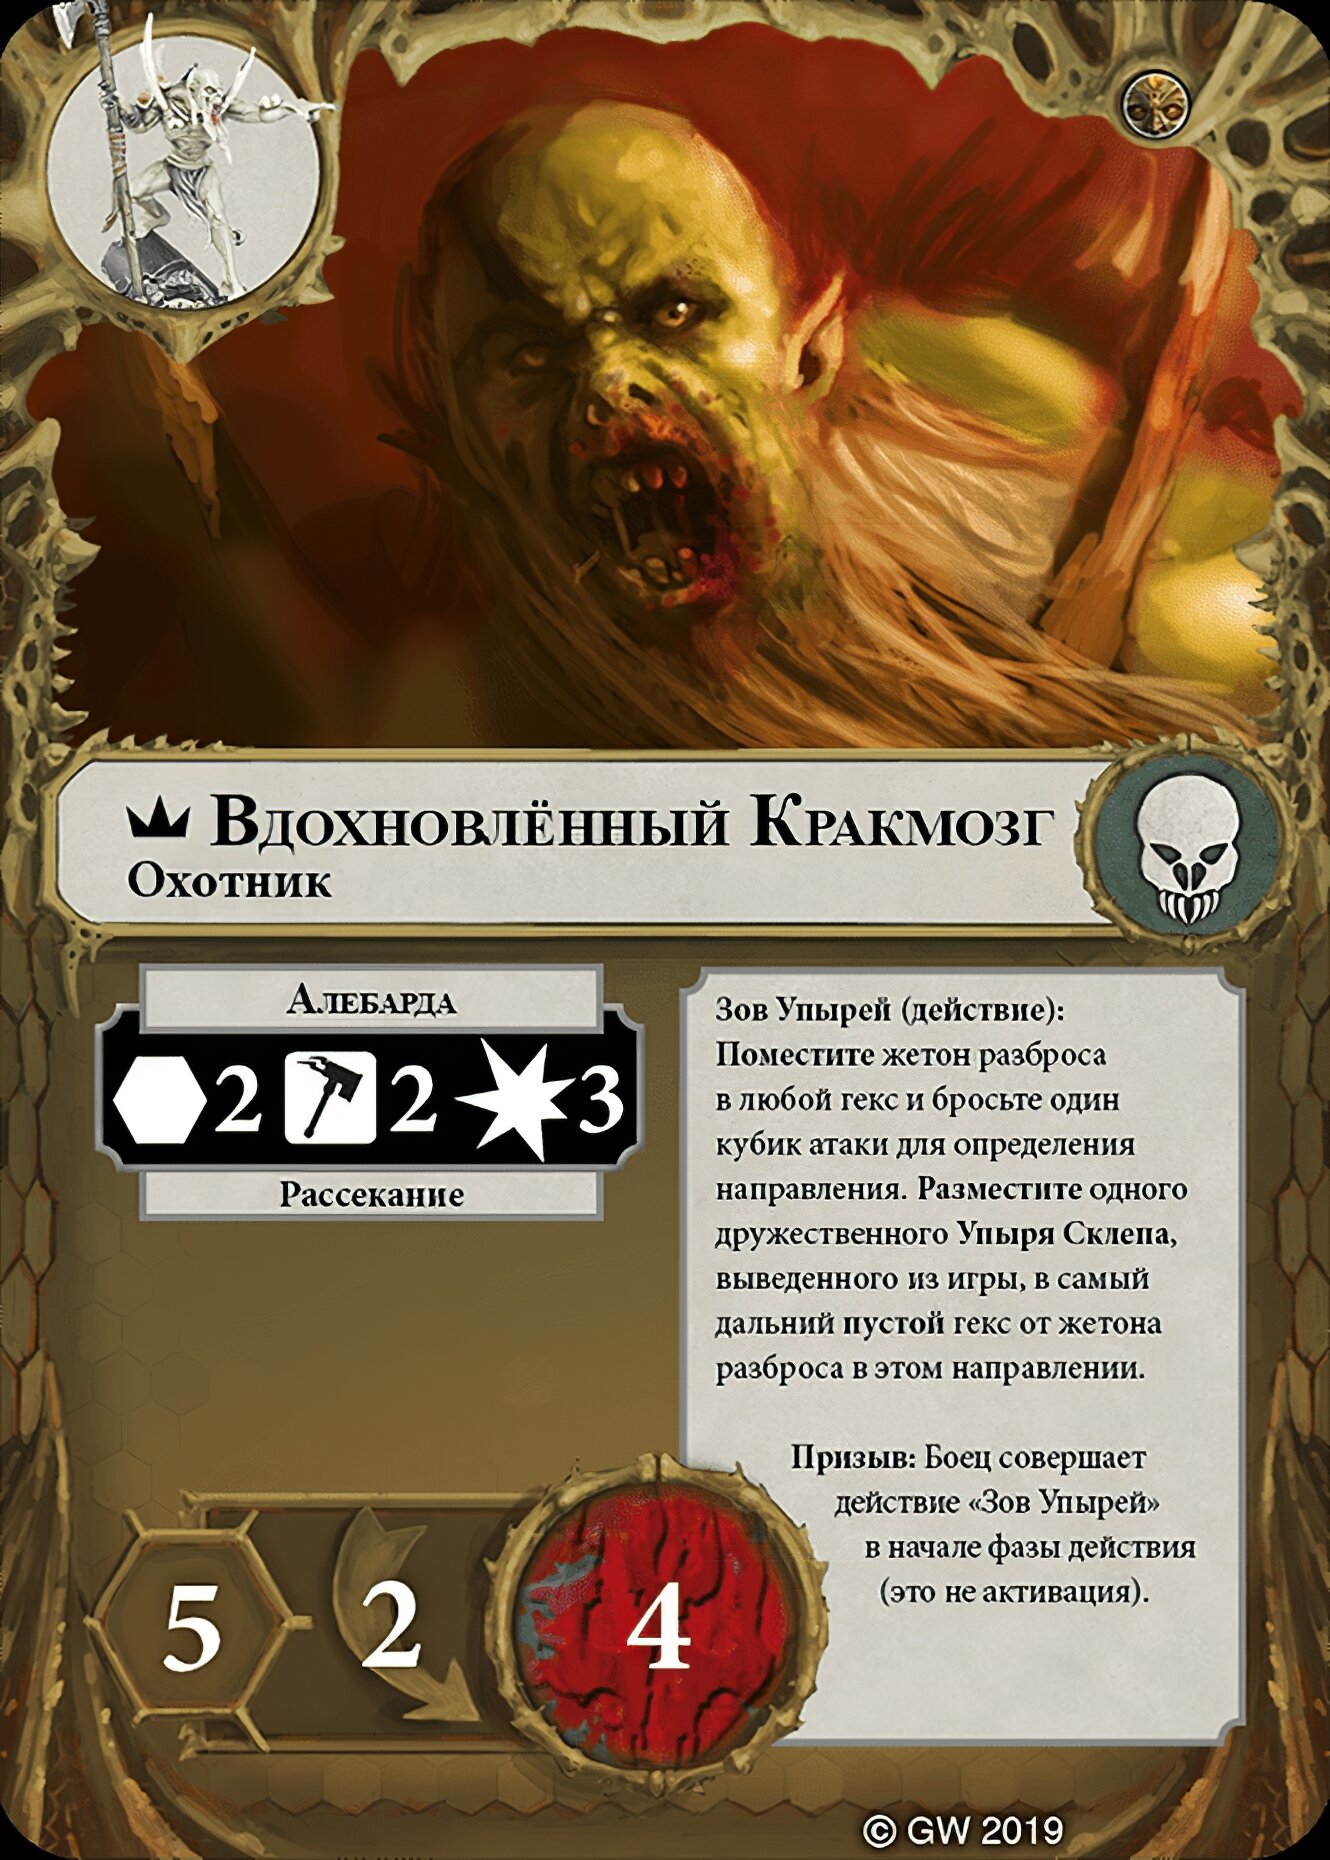 Вдохновлённый Кракмозг
Охотник
Алебарда
2 2 3
Рассекание
Зов Упырей (действие):
Поместите жетон разброса
в любой гекс и бросьте один
кубик атаки для определения
направления. Разместите одного
дружественного Упыря Склепа,
выведенного из игры, в самый
дальний пустой гекс от жетона
разброса в этом направлении.
Призыв: Боец совершает
действие «Зов Упырей»
в начале фазы действия
(это не активация).
5 2 4
© GW 2019